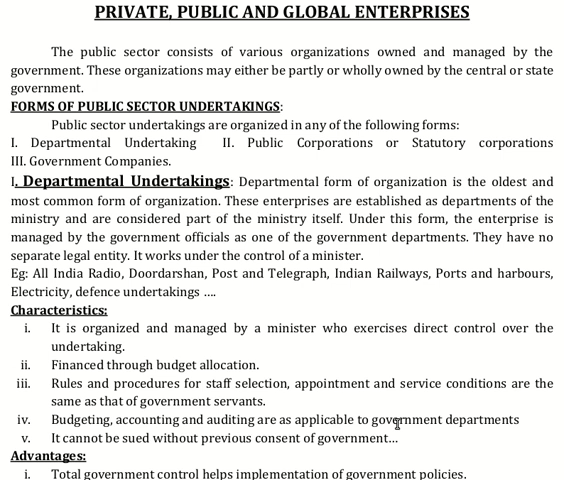 PRIVATE, PUBLIC AND GLOBAL ENTERPRISES
The public sector consists of various organizations owned and managed by the
government. These organizations may either be partly or wholly owned by the central or state
government.
FORMS OF PUBLIC SECTOR UNDERTAKINGS:
Public sector undertakings are organized in any of the following forms:
I. Departmental Undertaking II. Public Corporations or Statutory corporations
III. Government Companies.
I. Departmental Undertakings: Departmental form of organization is the oldest and
most common form of organization. These enterprises are established as departments of the
ministry and are considered part of the ministry itself. Under this form, the enterprise is
managed by the government officials as one of the government departments. They have no
separate legal entity. It works under the control of a minister.
Eg: All India Radio, Doordarshan, Post and Telegraph, Indian Railways, Ports and harbours,
Electricity, defence undertakings ....
Characteristics:
i. It is organized and managed by a minister who exercises direct control over the
undertaking.
ii. Financed through budget allocation.
iii. Rules and procedures for staff selection, appointment and service conditions are the
same as that of government servants.
iv. Budgeting, accounting and auditing are as applicable to government departments
v. It cannot be sued without previous consent of government...
Advantages:
i. Total government control helps implementation of government policies.